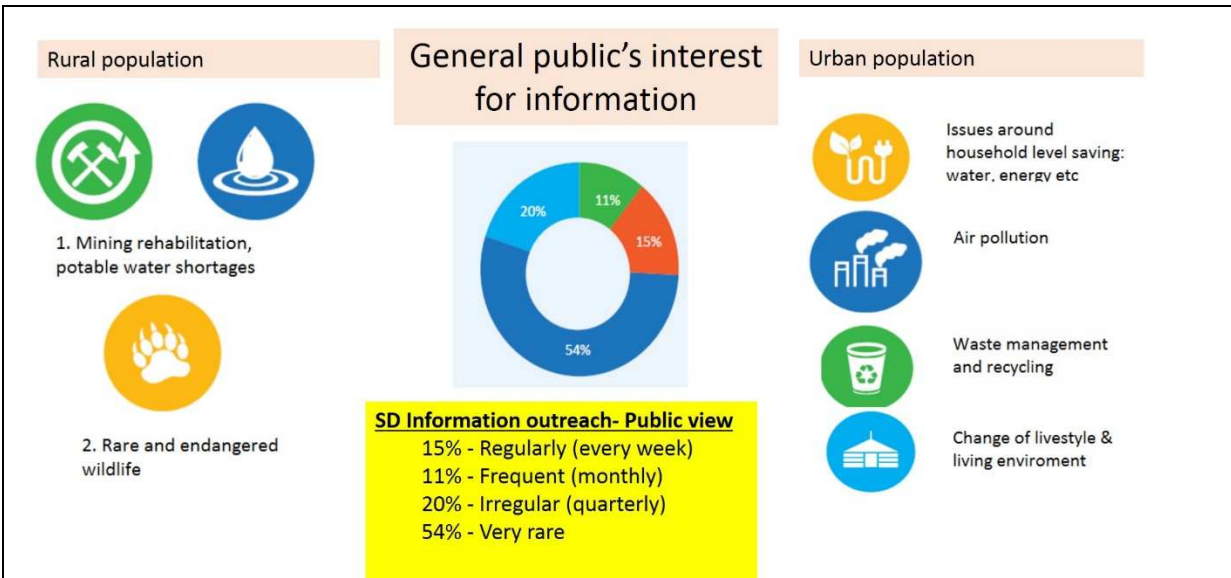 Rural population
1. Mining rehabilitation,
potable water shortages
2. Rare and endangered
wildlife
General public's interest
for information
11%
15%
54%
20%
SD Information outreach- Public view
15% - Regularly (every week)
11% - Frequent (monthly)
20% - Irregular (quarterly)
54% - Very rare
Urban population
Issues around
household level saving:
water, energy etc
Air pollution
Waste management
and recycling
Change of livestyle &
living enviroment